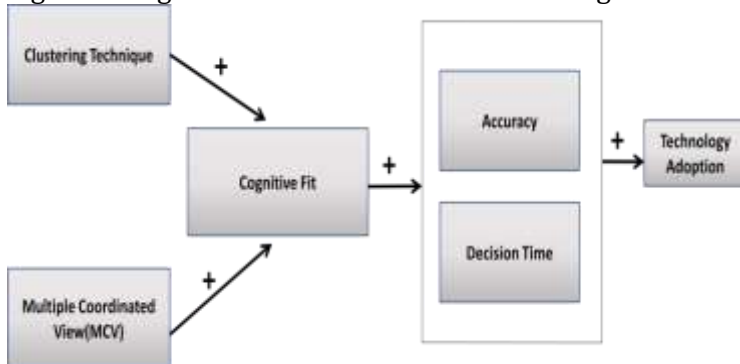 Clustering Technique
+
Cognitive Fit
+
Accuracy
Decision Time
+
Technology
Adoption
+
Multiple Coordinated
View(MCV)